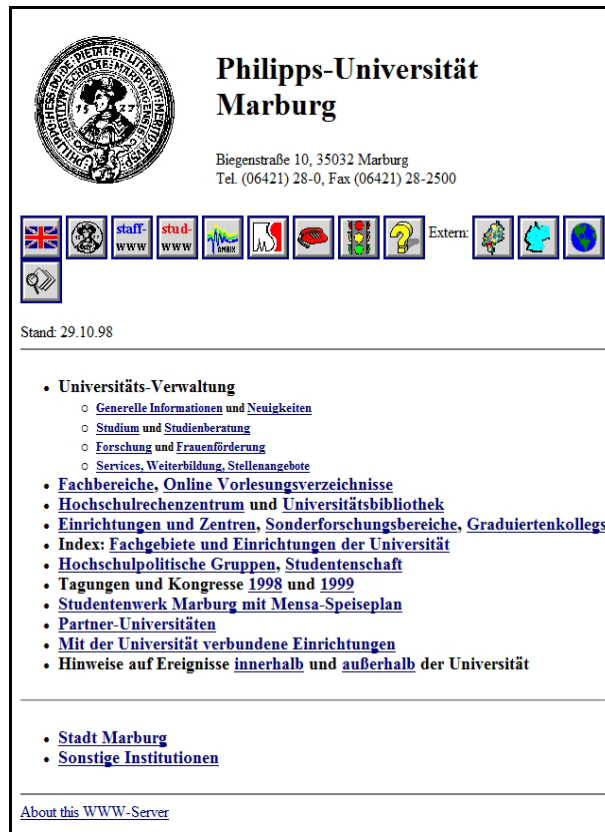 Philipps-Universität
Marburg
Biegenstraße 10, 35032 Marburg
Tel. (06421) 28-0, Fax (06421) 28-2500
staff- stud-
www www AMBIX Extern:
Stand: 29.10.98
Universitäts-Verwaltung
Generelle Informationen und Neuigkeiten
Studium und Studienberatung
Forschung und Frauenförderung
Services, Weiterbildung, Stellenangebote
Fachbereiche, Online Vorlesungsverzeichnisse
Hochschulrechenzentrum und Universitätsbibliothek
Einrichtungen und Zentren, Sonderforschungsbereiche, Graduiertenkollegs
Index: Fachgebiete und Einrichtungen der Universität
Hochschulpolitische Gruppen, Studentenschaft
Tagungen und Kongresse 1998 und 1999
Studentenwerk Marburg mit Mensa-Speiseplan
Partner-Universitäten
Mit der Universität verbundene Einrichtungen
Hinweise auf Ereignisse innerhalb und außerhalb der Universität
Stadt Marburg
Sonstige Institutionen
About this WWW-Server